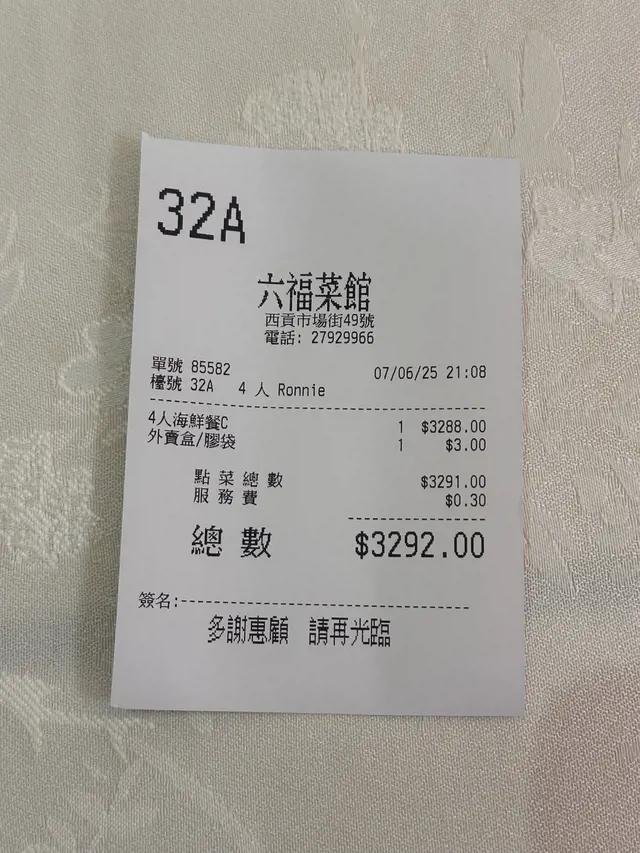 32A
六福菜館
西貢市場街49號
電話: 27929966
單號 85582 07/06/25 21:08
檯號 32A 4 人 Ronnie
4人海鮮餐C 1 $3288.00
外賣盒/膠袋 1 $3.00
點菜總數 $3291.00
服務費 $0.30
總數 $3292.00
簽名:
多謝惠顧 請再光臨